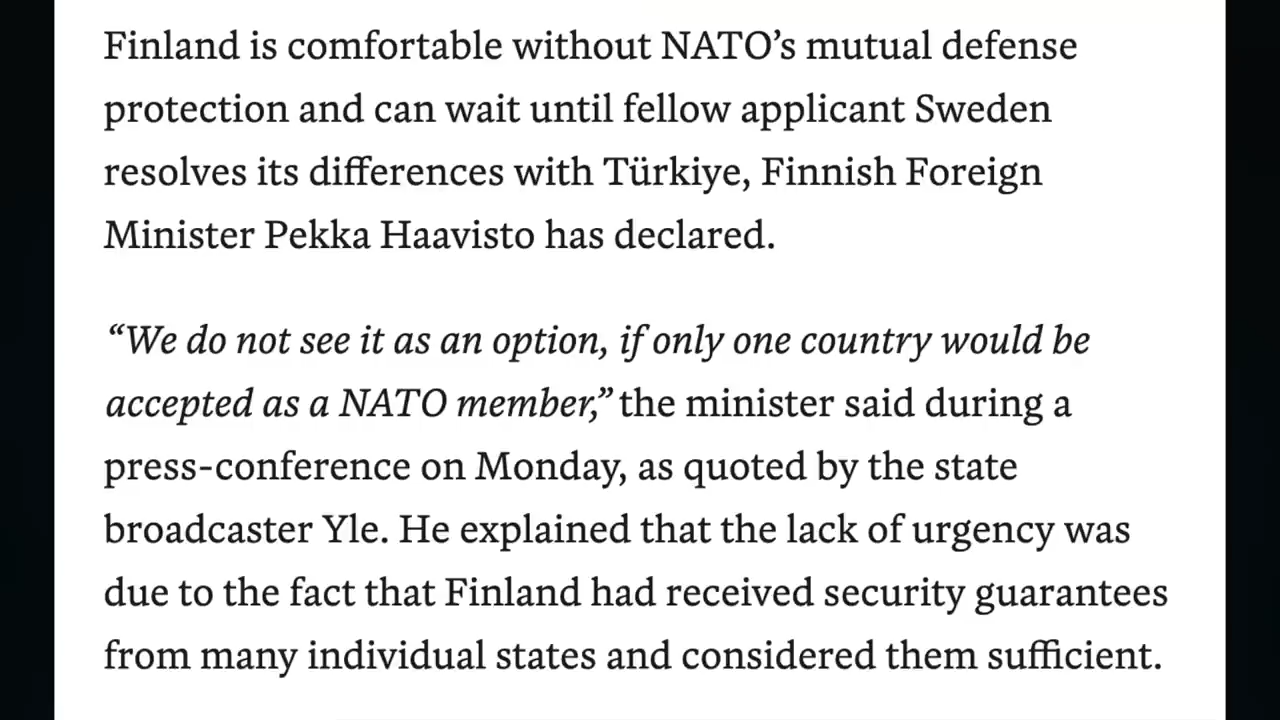 Finland is comfortable without NATO’s mutual defense
protection and can wait until fellow applicant Sweden
resolves its differences with Türkiye, Finnish Foreign
Minister Pekka Haavisto has declared.
“We do not see it as an option, if only one country would be
accepted as a NATO member,” the minister said during a
press-conference on Monday, as quoted by the state
broadcaster Yle. He explained that the lack of urgency was
due to the fact that Finland had received security guarantees
from many individual states and considered them sufficient.